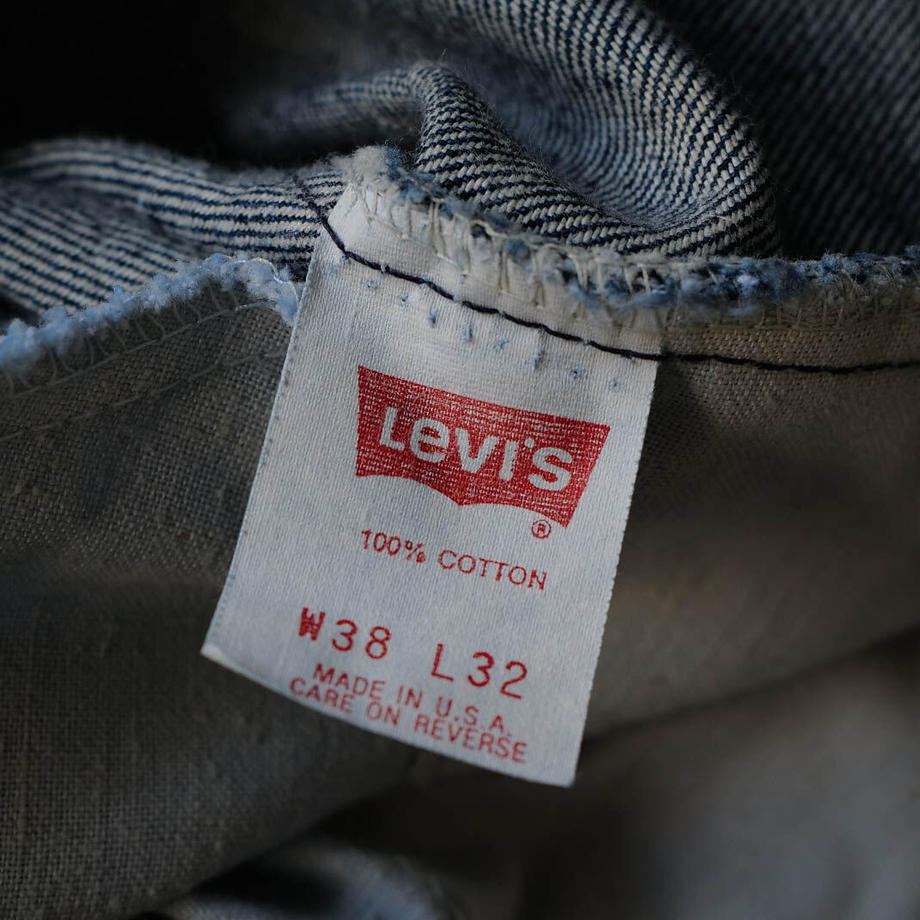 Levi's
®
100% COTTON
W38 L32
MADE IN U.S.A.
CARE ON REVERSE